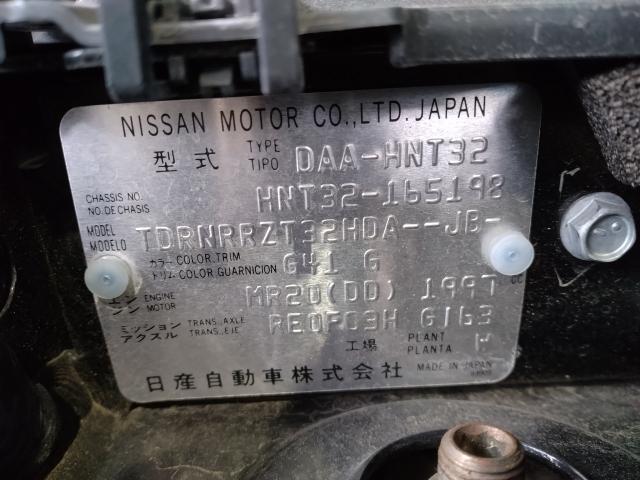 NISSAN MOTOR CO.,LTD. JAPAN
型式 TYPE TIPO DAA-HNT32
CHASSIS NO. NO.DE CHASIS HNT32-165198
MODEL MODELO TDRNRRZT32HDA--JB-
カラー COLOR,TRIM トリム COLOR,GUARNICION G41 G
エンジン ENGINE MOTOR MR20(DD) 1997 CC
ミッション アクスル TRANS.,AXLE TRANS.,EJE RE0F09H G163
工場 PLANT PLANTA W
日産自動車株式会社 MADE IN JAPAN